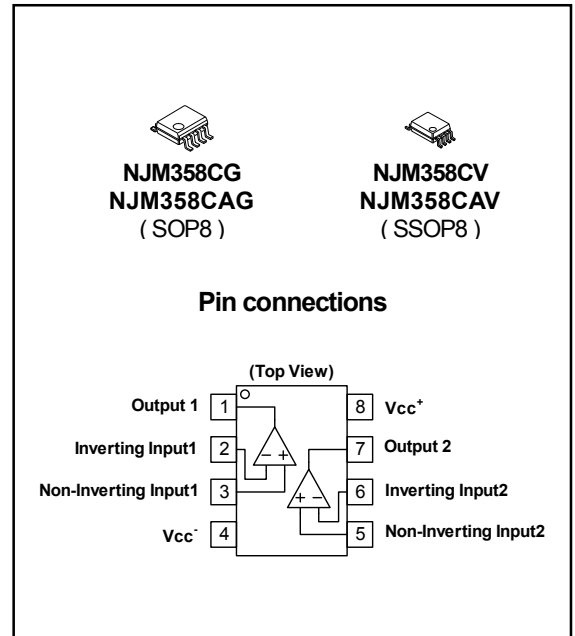 NJM358CG
NJM358CAG
( SOP8 )
NJM358CV
NJM358CAV
( SSOP8 )
Pin connections
(Top View)
Output 1 1
8 Vcc+
Inverting Input1 2
7 Output 2
Non-Inverting Input1 3
6 Inverting Input2
Vcc- 4
5 Non-Inverting Input2
− +
+ −